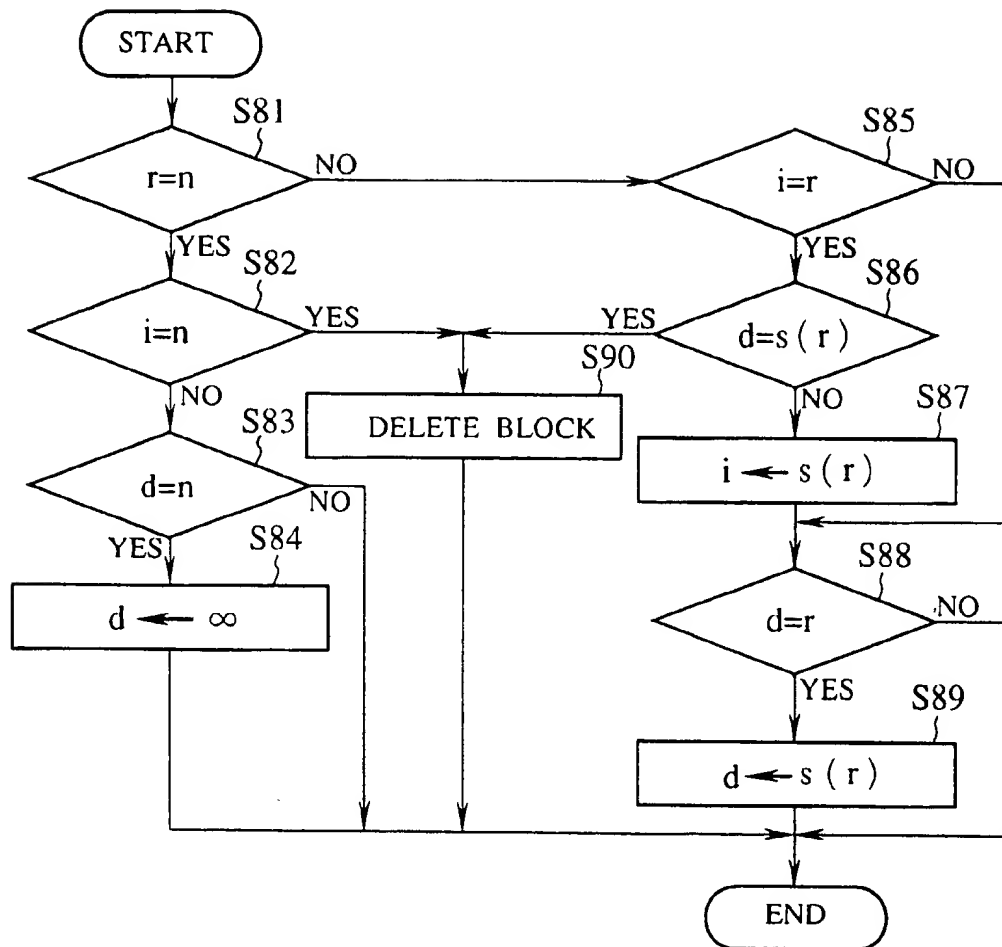 START
S81
r=n
NO
YES
S82
i=n
YES
NO
S83
d=n
NO
YES
S84
d ← ∞
S90
DELETE BLOCK
S85
i=r
NO
YES
S86
YES
d=s(r)
NO
S87
i ← s(r)
S88
d=r
NO
YES
S89
d ← s(r)
END